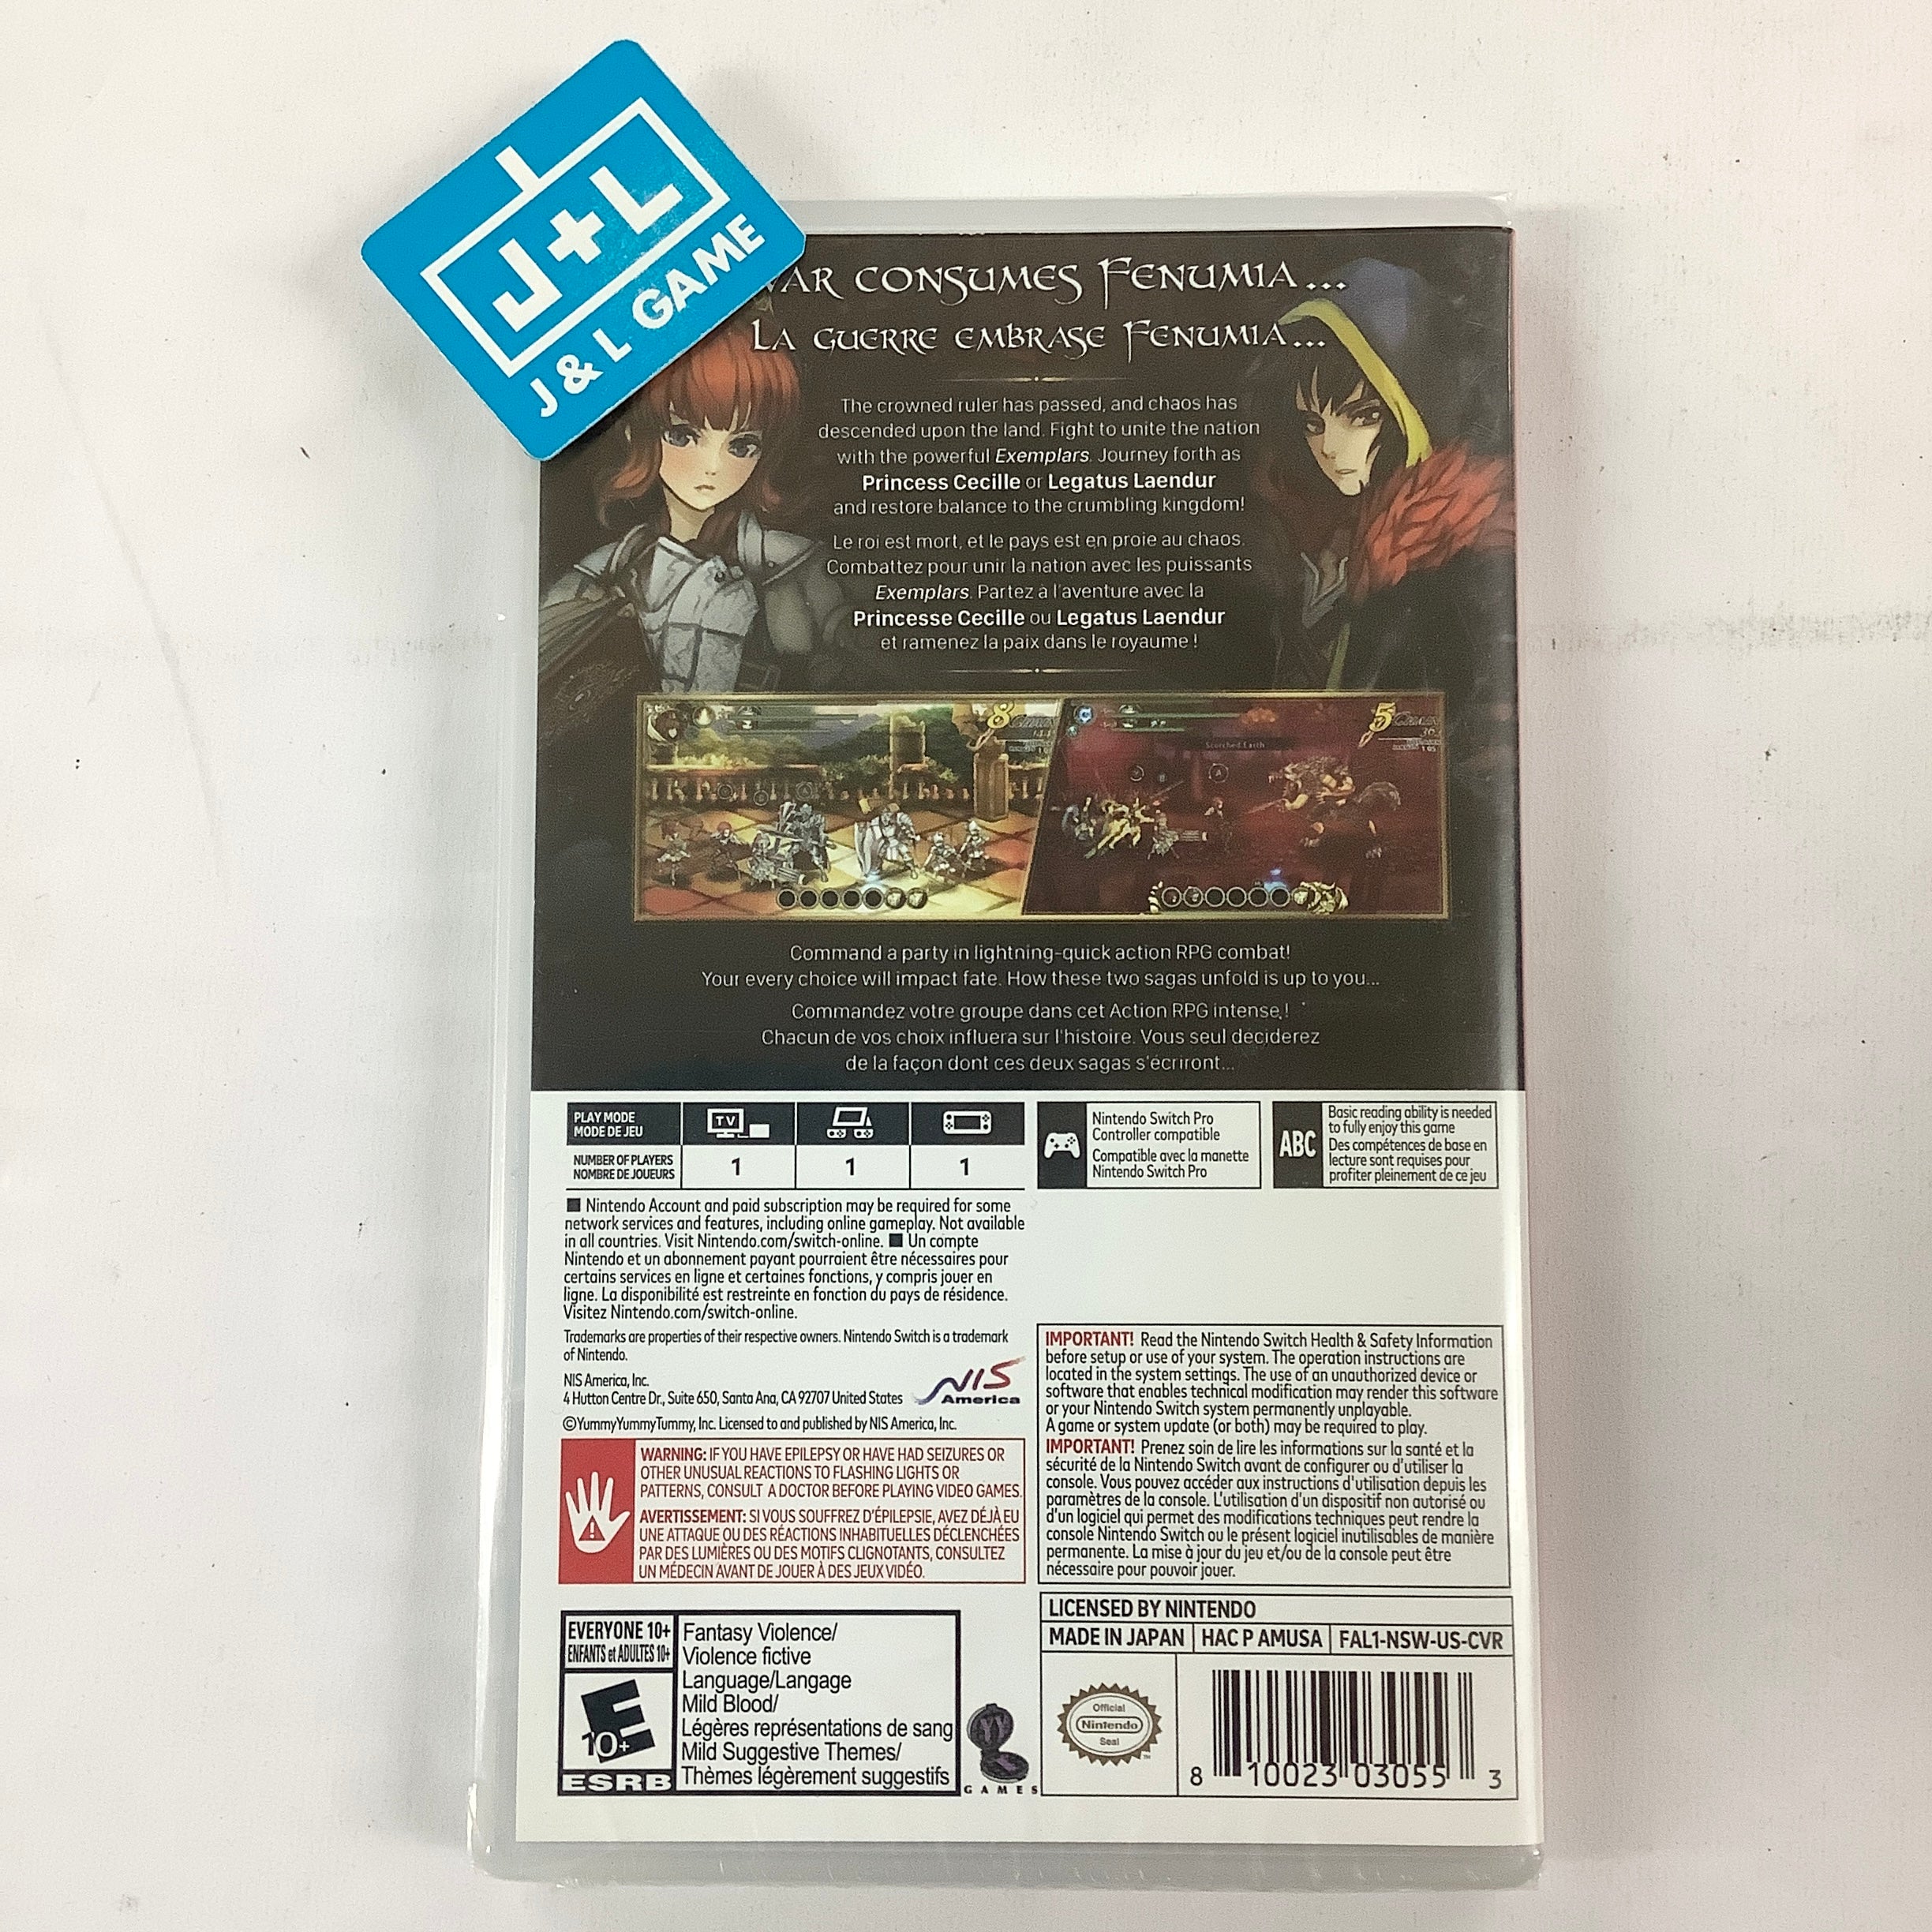 J+L
J & L GAME
WAR CONSUMES FENUMIA...
LA GUERRE EMBRASE FENUMIA...
The crowned ruler has passed, and chaos has
descended upon the land. Fight to unite the nation
with the powerful Exemplars. Journey forth as
Princess Cecille or Legatus Laendur
and restore balance to the crumbling kingdom!
Le roi est mort, et le pays est en proie au chaos.
Combattez pour unir la nation avec les puissants
Exemplars. Partez à l'aventure avec la
Princesse Cecille ou Legatus Laendur
et ramenez la paix dans le royaume !
8
5
Scorched Earth
Command a party in lightning-quick action RPG combat!
Your every choice will impact fate. How these two sagas unfold is up to you...
Commandez votre groupe dans cet Action RPG intense !
Chacun de vos choix influera sur l'histoire. Vous seul déciderez
de la façon dont ces deux sagas s'écriront...
PLAY MODE
MODE DE JEU
TV
NUMBER OF PLAYERS
NOMBRE DE JOUEURS
1 1 1
Nintendo Switch Pro
Controller compatible
Compatible avec la manette
Nintendo Switch Pro
ABC
Basic reading ability is needed
to fully enjoy this game
Des compétences de base en
lecture sont requises pour
profiter pleinement de ce jeu
■ Nintendo Account and paid subscription may be required for some
network services and features, including online gameplay. Not available
in all countries. Visit Nintendo.com/switch-online. ■ Un compte
Nintendo et un abonnement payant pourraient être nécessaires pour
certains services en ligne et certaines fonctions, y compris jouer en
ligne. La disponibilité est restreinte en fonction du pays de résidence.
Visitez Nintendo.com/switch-online.
Trademarks are properties of their respective owners. Nintendo Switch is a trademark
of Nintendo.
NIS America, Inc.
4 Hutton Centre Dr., Suite 650, Santa Ana, CA 92707 United States
NIS
America
©YummyYummyTummy, Inc. Licensed to and published by NIS America, Inc.
WARNING: IF YOU HAVE EPILEPSY OR HAVE HAD SEIZURES OR
OTHER UNUSUAL REACTIONS TO FLASHING LIGHTS OR
PATTERNS, CONSULT A DOCTOR BEFORE PLAYING VIDEO GAMES.
AVERTISSEMENT: SI VOUS SOUFFREZ D'ÉPILEPSIE, AVEZ DÉJÀ EU
UNE ATTAQUE OU DES RÉACTIONS INHABITUELLES DÉCLENCHÉES
PAR DES LUMIÈRES OU DES MOTIFS CLIGNOTANTS, CONSULTEZ
UN MÉDECIN AVANT DE JOUER À DES JEUX VIDÉO.
IMPORTANT! Read the Nintendo Switch Health & Safety Information
before setup or use of your system. The operation instructions are
located in the system settings. The use of an unauthorized device or
software that enables technical modification may render this software
or your Nintendo Switch system permanently unplayable.
A game or system update (or both) may be required to play.
IMPORTANT! Prenez soin de lire les informations sur la santé et la
sécurité de la Nintendo Switch avant de configurer ou d'utiliser la
console. Vous pouvez accéder aux instructions d'utilisation depuis les
paramètres de la console. L'utilisation d'un dispositif non autorisé ou
d'un logiciel qui permet des modifications techniques peut rendre la
console Nintendo Switch ou le présent logiciel inutilisables de manière
permanente. La mise à jour du jeu et/ou de la console peut être
nécessaire pour pouvoir jouer.
EVERYONE 10+
ENFANTS et ADULTES 10+
E
10+
ESRB
Fantasy Violence/
Violence fictive
Language/Langage
Mild Blood/
Légères représentations de sang
Mild Suggestive Themes/
Thèmes légèrement suggestifs
YY
GAMES
LICENSED BY NINTENDO
MADE IN JAPAN
HAC P AMUSA
FAL1-NSW-US-CVR
Official
Nintendo
Seal
TM
8 10023 03055 3